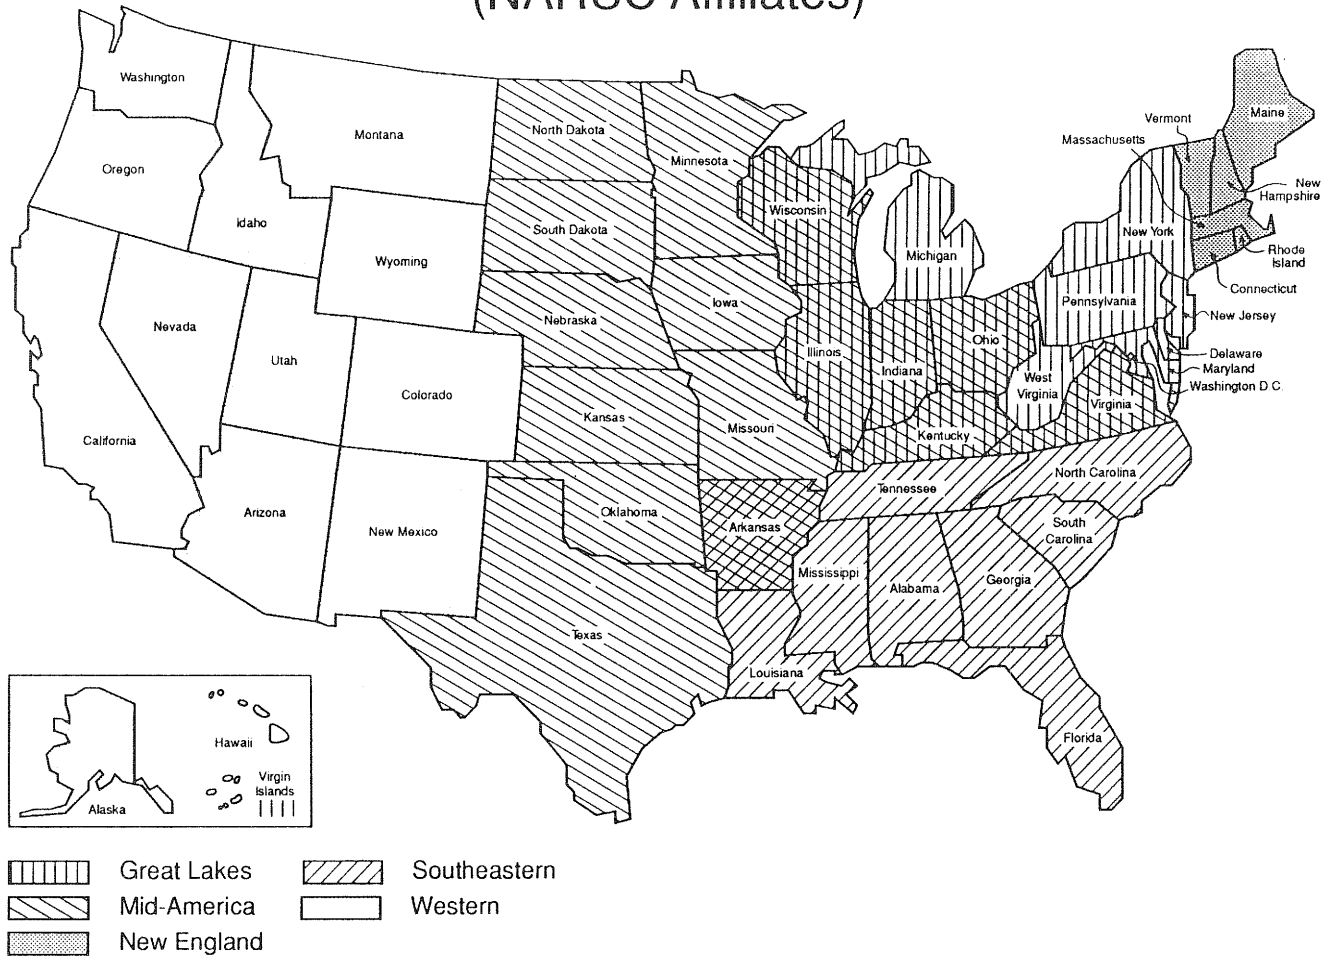 (NARUC Affiliates)
Washington
Montana
North Dakota
Minnesota
Vermont
Maine
Massachusetts
Oregon
Idaho
Wisconsin
New
Hampshire
South Dakota
New York
Wyoming
Michigan
Rhode
Island
Connecticut
Iowa
Pennsylvania
Nevada
Nebraska
New Jersey
Utah
Illinois
Indiana
Ohio
Delaware
Maryland
Washington D.C.
West
Virginia
Colorado
Kansas
Virginia
California
Missouri
Kentucky
North Carolina
Tennessee
Arizona
New Mexico
Oklahoma
Arkansas
South
Carolina
Mississippi
Alabama
Georgia
Texas
Louisiana
Florida
Hawaii
Virgin
Islands
Alaska
Great Lakes
Southeastern
Mid-America
Western
New England